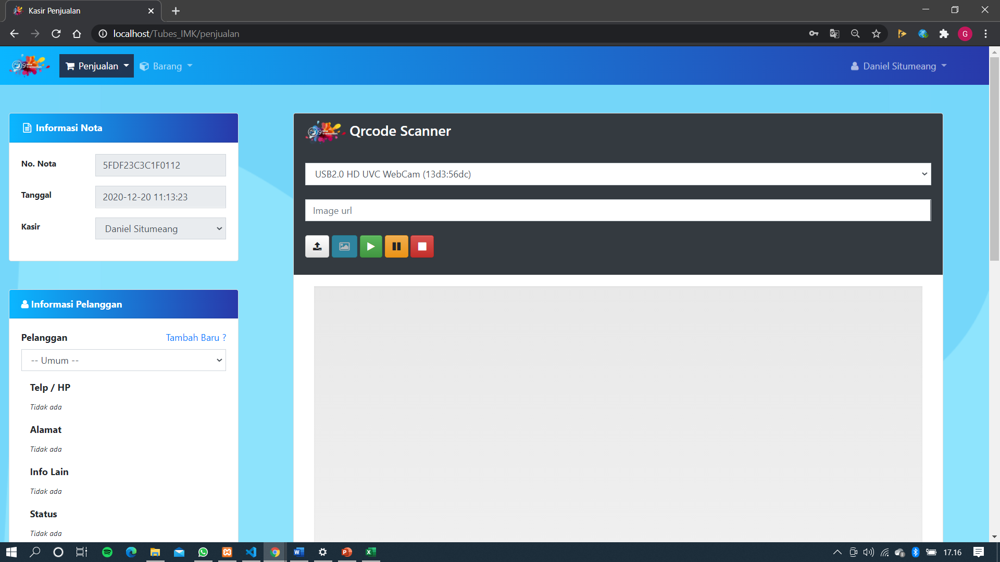 Kasir Penjualan
localhost/Tubes_IMK/penjualan
G
Penjualan
Barang
Daniel Situmeang
Informasi Nota
No. Nota
5FDF23C3C1F0112
Tanggal
2020-12-20 11:13:23
Kasir
Daniel Situmeang
Informasi Pelanggan
Pelanggan
Tambah Baru ?
-- Umum --
Telp / HP
Tidak ada
Alamat
Tidak ada
Info Lain
Tidak ada
Status
Tidak ada
Qrcode Scanner
USB2.0 HD UVC WebCam (13d3:56dc)
Image url
17.16